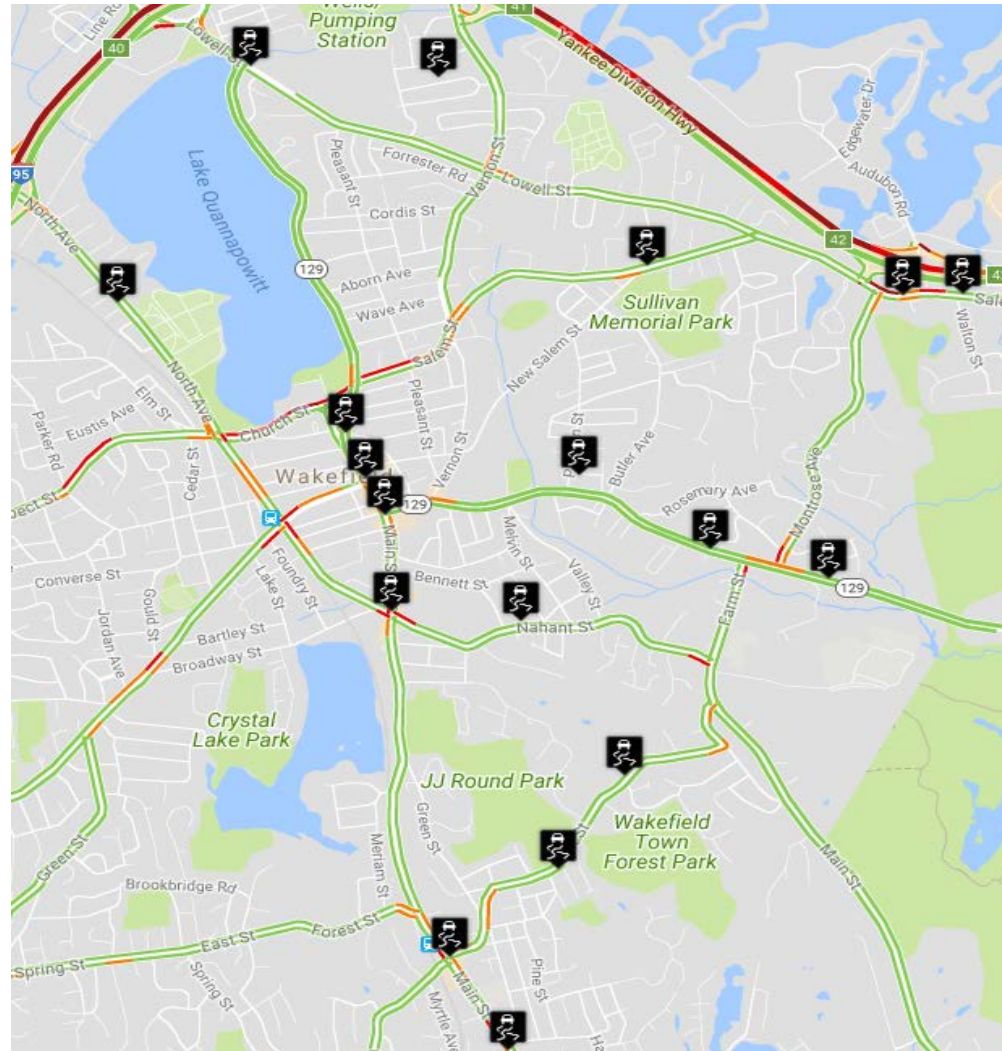 41
Wells/
Pumping
Station
Line Rd
40
Lowell St
Yankee Division Hwy
Edgewater Dr
Audubon Rd
95
North Ave
Lake Quannapowitt
Pleasant St
Forrester Rd
Vernon St
Lowell St
Cordis St
42
129
Aborn Ave
Wave Ave
Sullivan
Memorial Park
Walton St
Salem St
New Salem St
North Ave
Elm St
Eustis Ave
Parker Rd
Cedar St
Church St
Pleasant St
Vernon St
Butler Ave
Wakefield
Rosemary Ave
Montrose Ave
129
Main St
Melvin St
Valley St
Converse St
Foundry St
Lake St
Bennett St
Farm St
129
Gould St
Jordan Ave
Bartley St
Broadway St
Nahant St
Crystal
Lake Park
JJ Round Park
Green St
Wakefield
Town
Forest Park
Main St
Green St
Meriam St
Brookbridge Rd
East St
Forest St
Spring St
Spring St
Main St
Pine St
Myrtle Ave